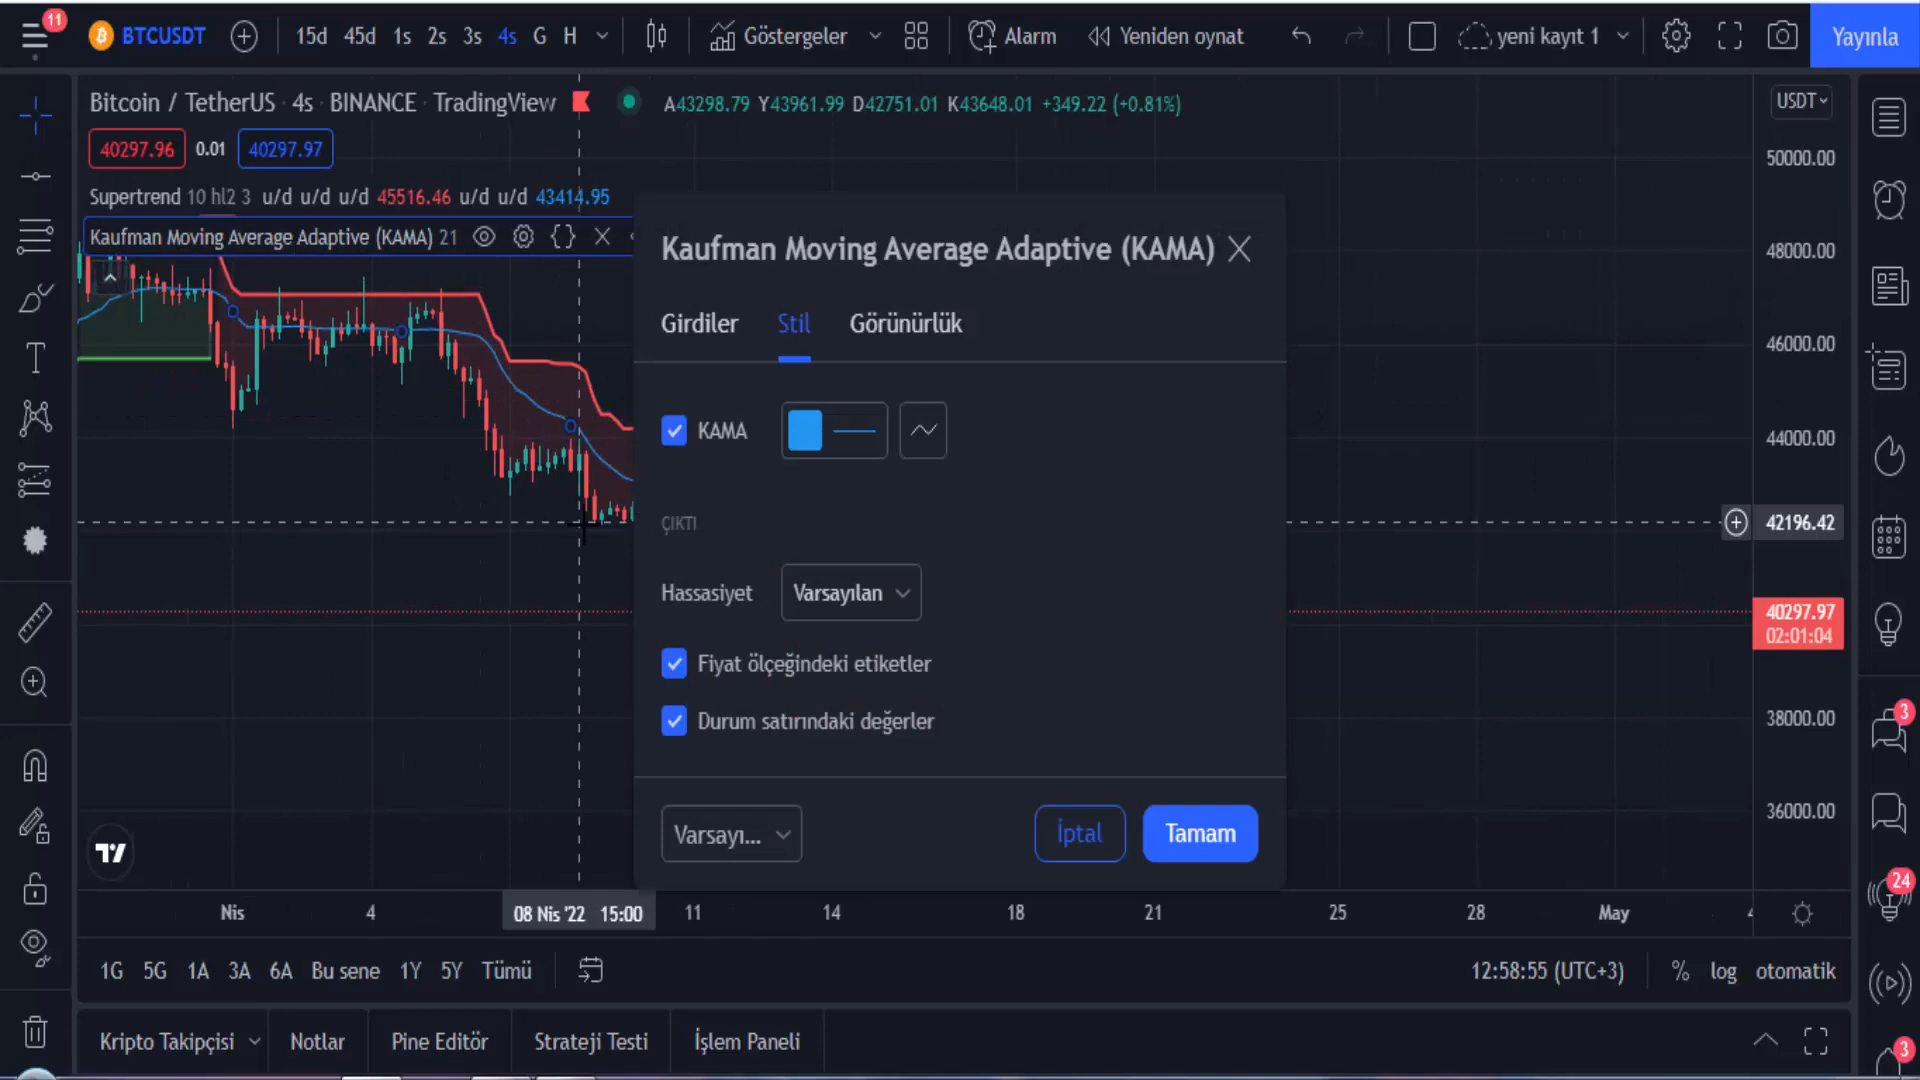 11
BTCUSDT
15d 45d 1s 2s 3s 4s G H
Göstergeler
Alarm
Yeniden oynat
yeni kayıt 1
Yayınla
Bitcoin / TetherUS · 4s · BINANCE · TradingView
A43298.79 Y43961.99 D42751.01 K43648.01 +349.22 (+0.81%)
USDT
40297.96 0.01 40297.97
Supertrend 10 hl2 3 u/d u/d u/d 45516.46 u/d u/d 43414.95
Kaufman Moving Average Adaptive (KAMA) 21
Kaufman Moving Average Adaptive (KAMA)
Girdiler Stil Görünürlük
KAMA
ÇIKTI
Hassasiyet Varsayılan
Fiyat ölçeğindeki etiketler
Durum satırındaki değerler
Varsayı... İptal Tamam
50000.00
48000.00
46000.00
44000.00
42196.42
40297.97
02:01:04
38000.00
36000.00
3
24
3
Nis 4 08 Nis '22 15:00 11 14 18 21 25 28 May 4
1G 5G 1A 3A 6A Bu sene 1Y 5Y Tümü
12:58:55 (UTC+3) % log otomatik
Kripto Takipçisi Notlar Pine Editör Strateji Testi İşlem Paneli